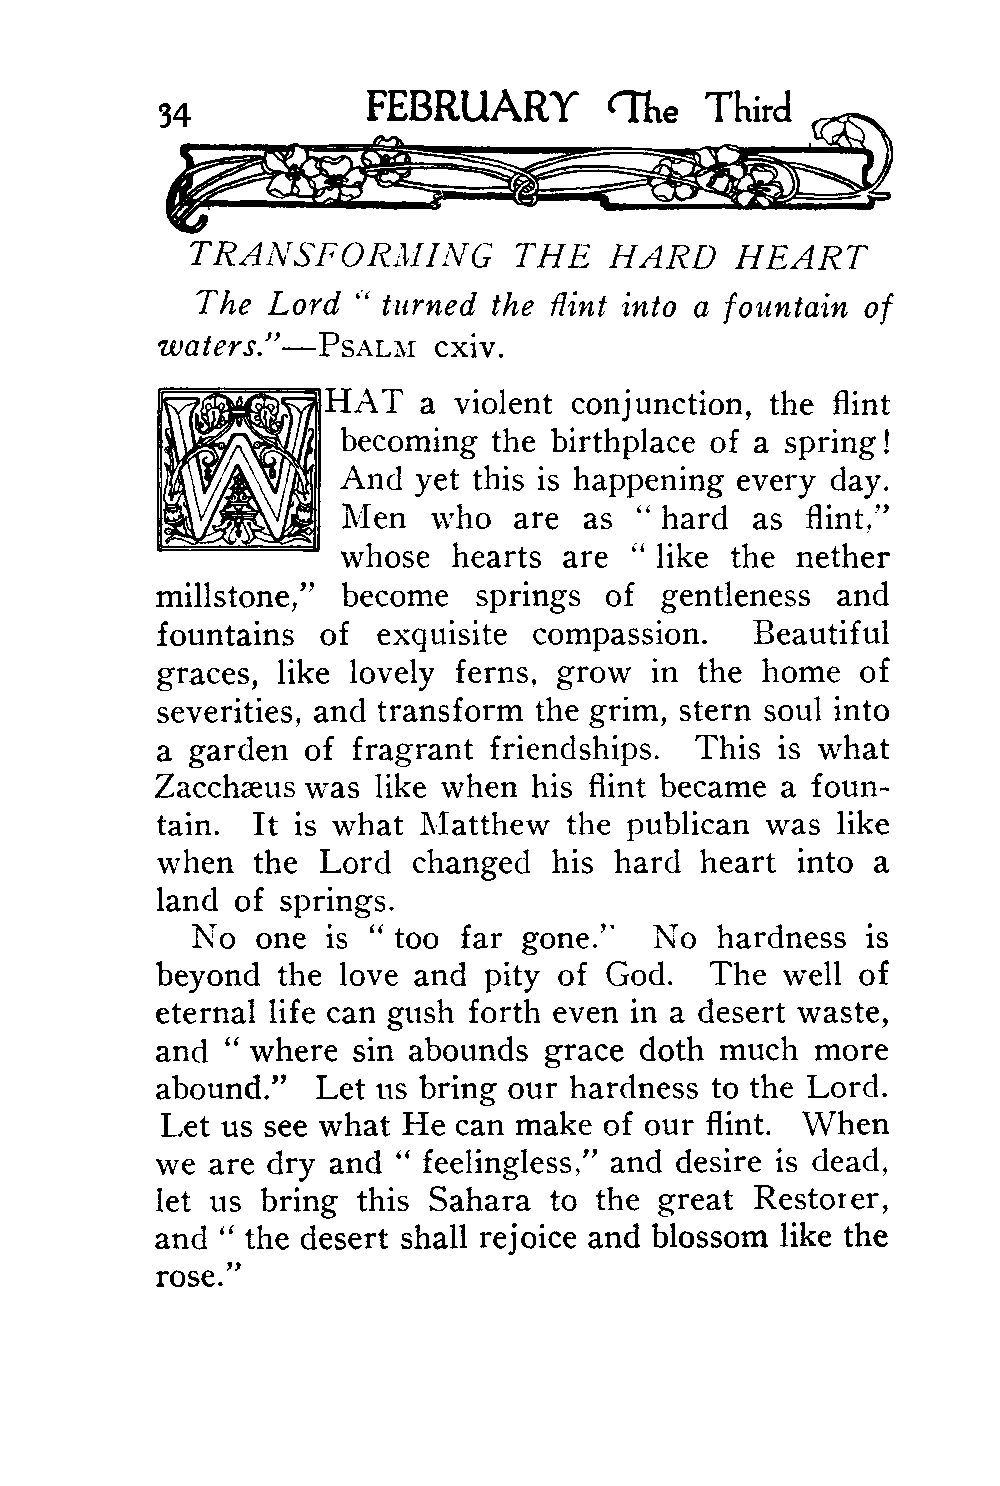 34 FEBRUARY The Third
TRANSFORMING THE HARD HEART
The Lord “ turned the flint into a fountain of
waters.”—PSALM cxiv.
WHAT a violent conjunction, the flint
becoming the birthplace of a spring!
And yet this is happening every day.
Men who are as “ hard as flint,”
whose hearts are “ like the nether
millstone,” become springs of gentleness and
fountains of exquisite compassion. Beautiful
graces, like lovely ferns, grow in the home of
severities, and transform the grim, stern soul into
a garden of fragrant friendships. This is what
Zacchæus was like when his flint became a foun-
tain. It is what Matthew the publican was like
when the Lord changed his hard heart into a
land of springs.
No one is “ too far gone.” No hardness is
beyond the love and pity of God. The well of
eternal life can gush forth even in a desert waste,
and “ where sin abounds grace doth much more
abound.” Let us bring our hardness to the Lord.
Let us see what He can make of our flint. When
we are dry and “ feelingless,” and desire is dead,
let us bring this Sahara to the great Restorer,
and “ the desert shall rejoice and blossom like the
rose.”